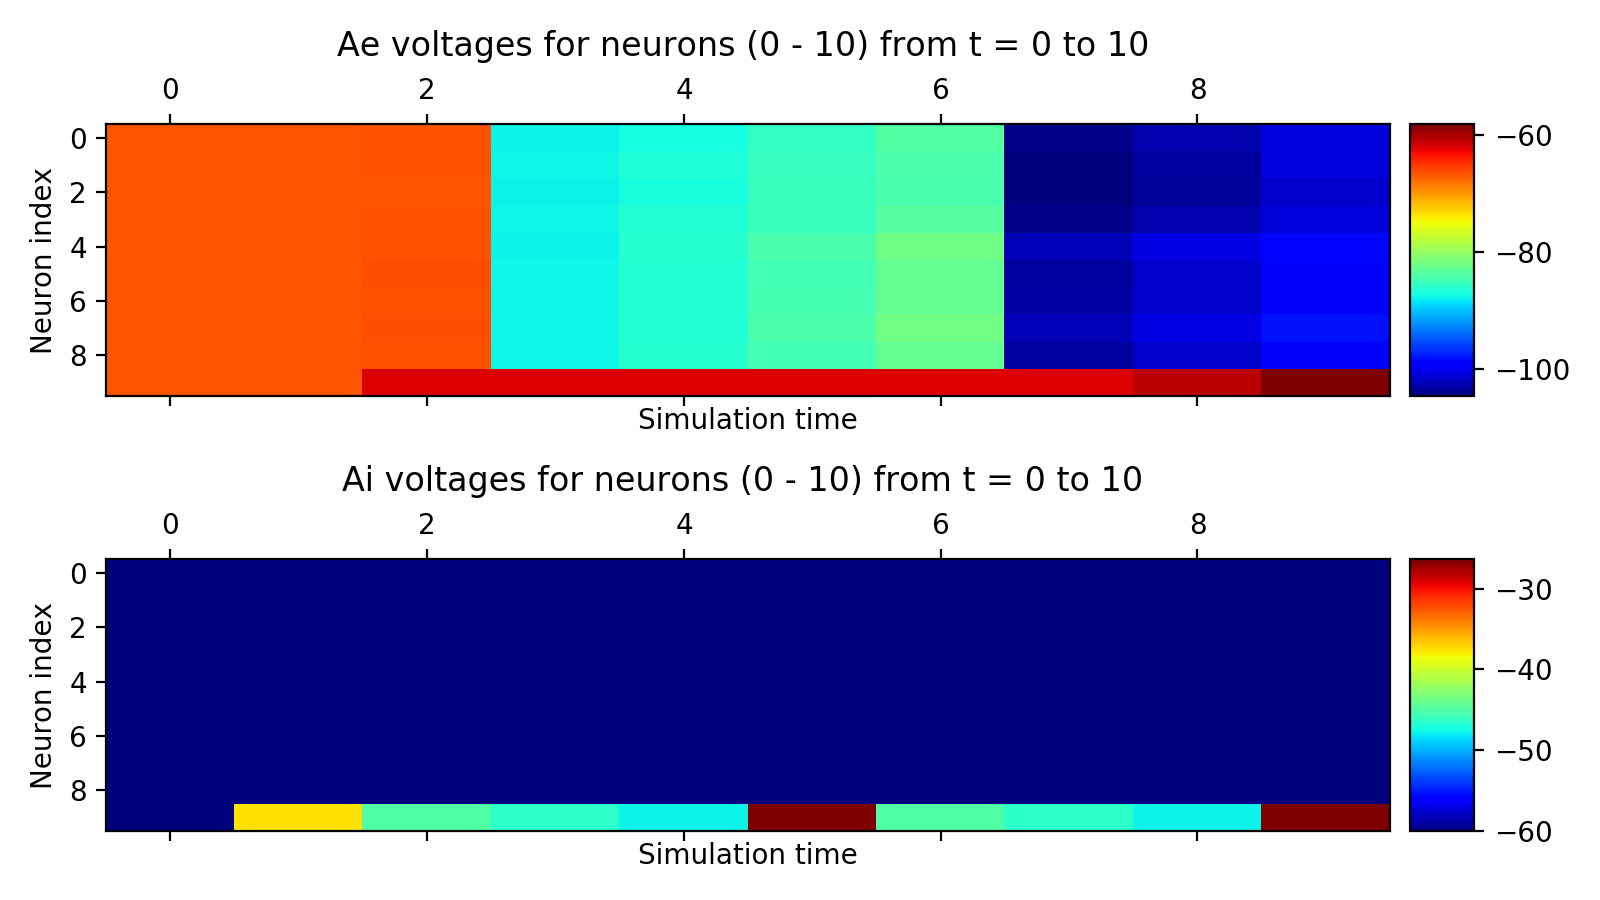 Ae voltages for neurons (0 - 10) from t = 0 to 10
0 2 4 6 8
Neuron index
0
2
4
6
8
−60
−80
−100
Simulation time
Ai voltages for neurons (0 - 10) from t = 0 to 10
0 2 4 6 8
Neuron index
0
2
4
6
8
−30
−40
−50
−60
Simulation time